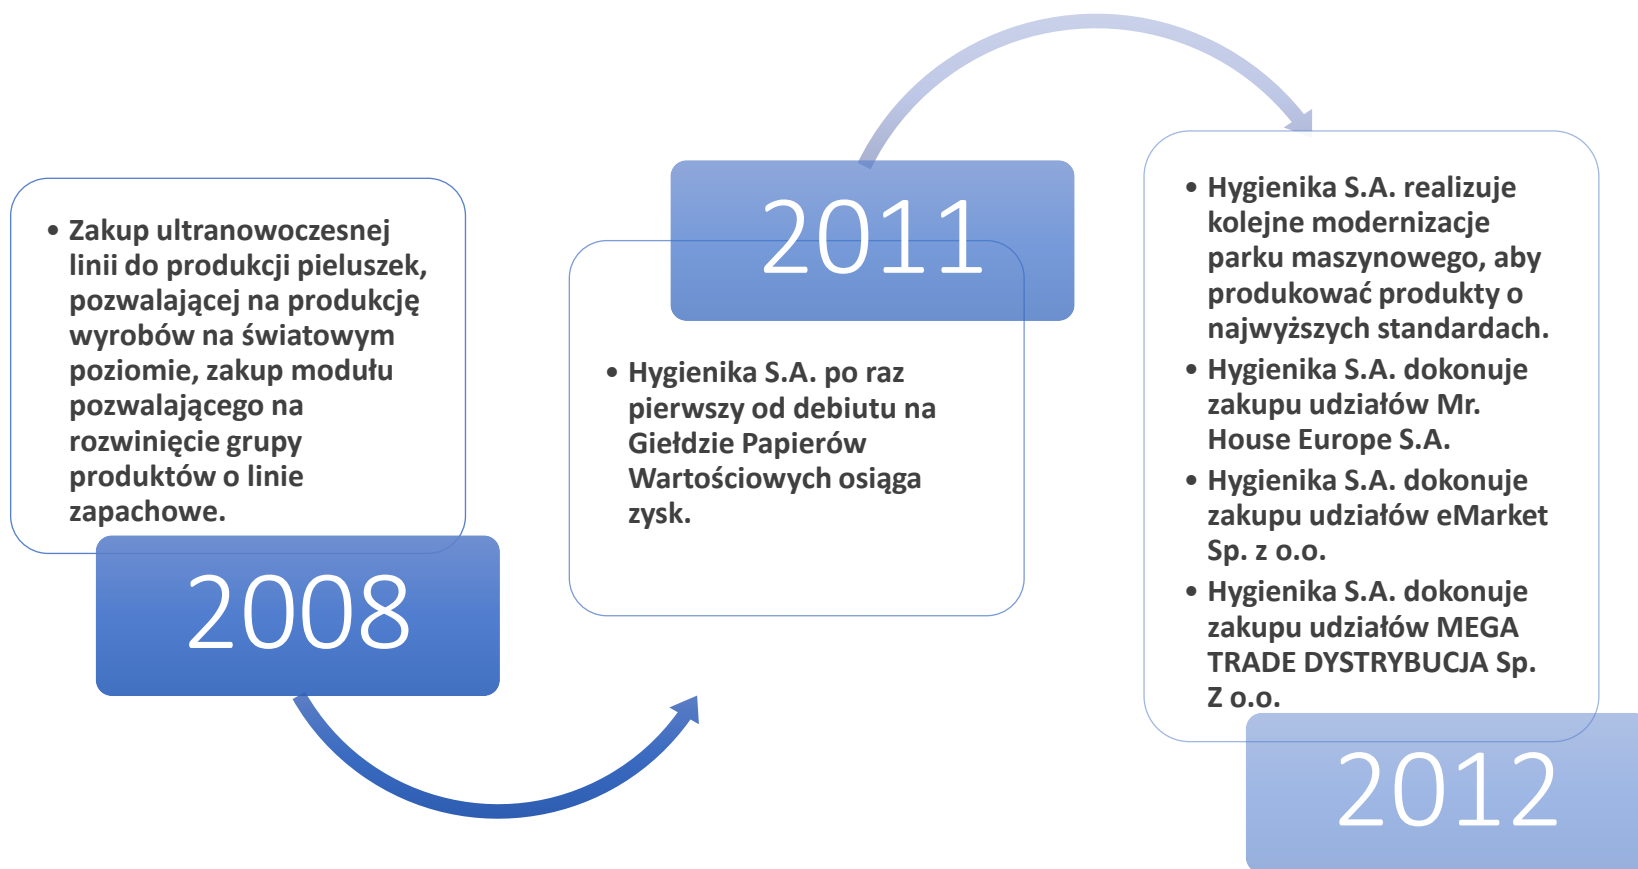 • Zakup ultranowoczesnej
linii do produkcji pieluszek,
pozwalającej na produkcję
wyrobów na światowym
poziomie, zakup modułu
pozwalającego na
rozwinięcie grupy
produktów o linie
zapachowe.
2008
2011
• Hygienika S.A. po raz
pierwszy od debiutu na
Giełdzie Papierów
Wartościowych osiąga
zysk.
• Hygienika S.A. realizuje
kolejne modernizacje
parku maszynowego, aby
produkować produkty o
najwyższych standardach.
• Hygienika S.A. dokonuje
zakupu udziałów Mr.
House Europe S.A.
• Hygienika S.A. dokonuje
zakupu udziałów eMarket
Sp. z o.o.
• Hygienika S.A. dokonuje
zakupu udziałów MEGA
TRADE DYSTRYBUCJA Sp.
Z o.o.
2012